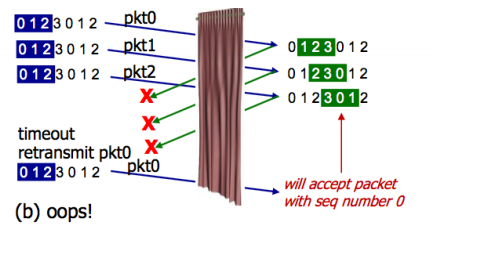 0 1 2 3 0 1 2 pkt0
0 1 2 3 0 1 2 pkt1
0 1 2 3 0 1 2 pkt2
0 1 2 3 0 1 2
0 1 2 3 0 1 2
0 1 2 3 0 1 2
X
X
X
timeout
retransmit pkt0
0 1 2 3 0 1 2 pkt0
will accept packet
with seq number 0
(b) oops!